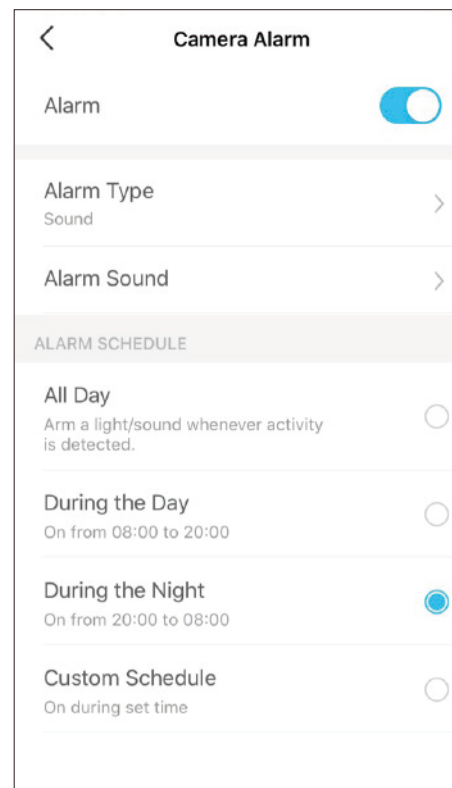 Camera Alarm
Alarm
Alarm Type
Sound
Alarm Sound
ALARM SCHEDULE
All Day
Arm a light/sound whenever activity
is detected.
During the Day
On from 08:00 to 20:00
During the Night
On from 20:00 to 08:00
Custom Schedule
On during set time